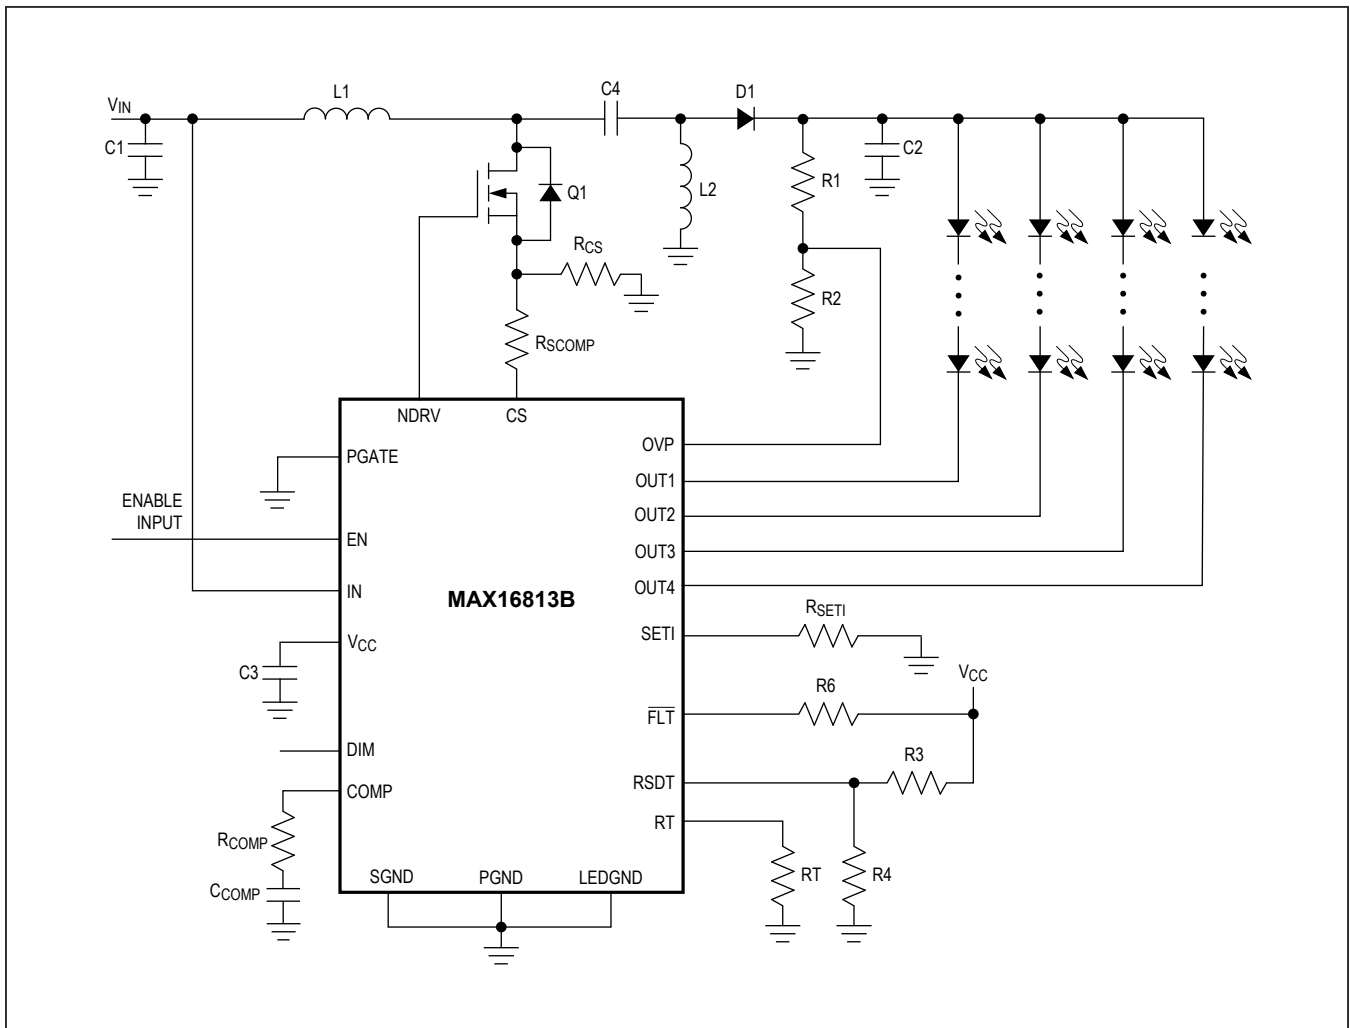 L1
C4
D1
VIN
C1
C2
R1
Q1
L2
RCS
R2
RSCOMP
NDRV
CS
OVP
PGATE
OUT1
ENABLE
INPUT
OUT2
EN
OUT3
OUT4
IN
MAX16813B
RSETI
SETI
VCC
C3
VCC
R6
FLT
DIM
R3
RSDT
COMP
RT
RCOMP
RT
R4
SGND
PGND
LEDGND
CCOMP